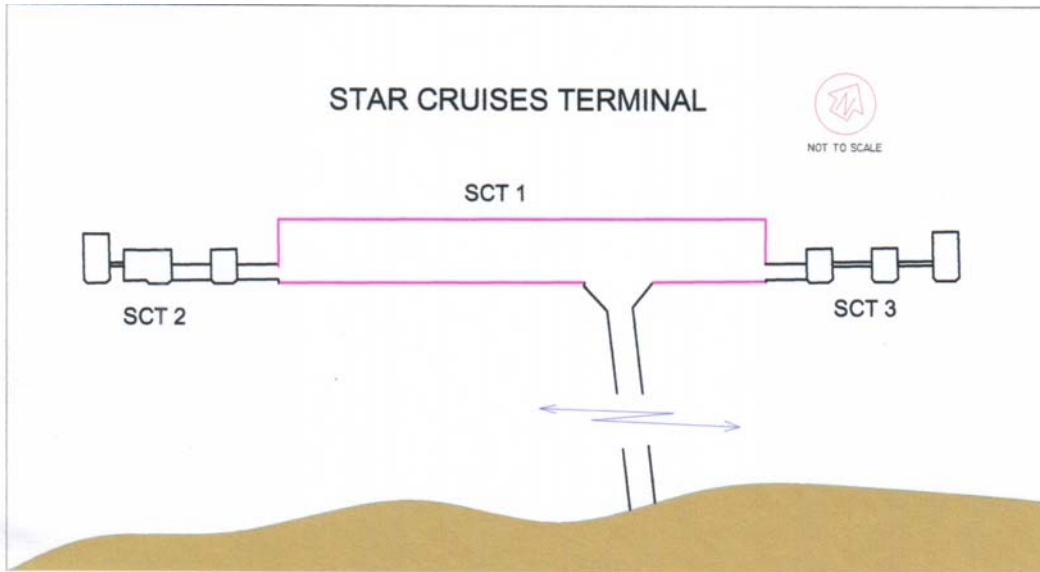 STAR CRUISES TERMINAL
N
NOT TO SCALE
SCT 1
SCT 2
SCT 3